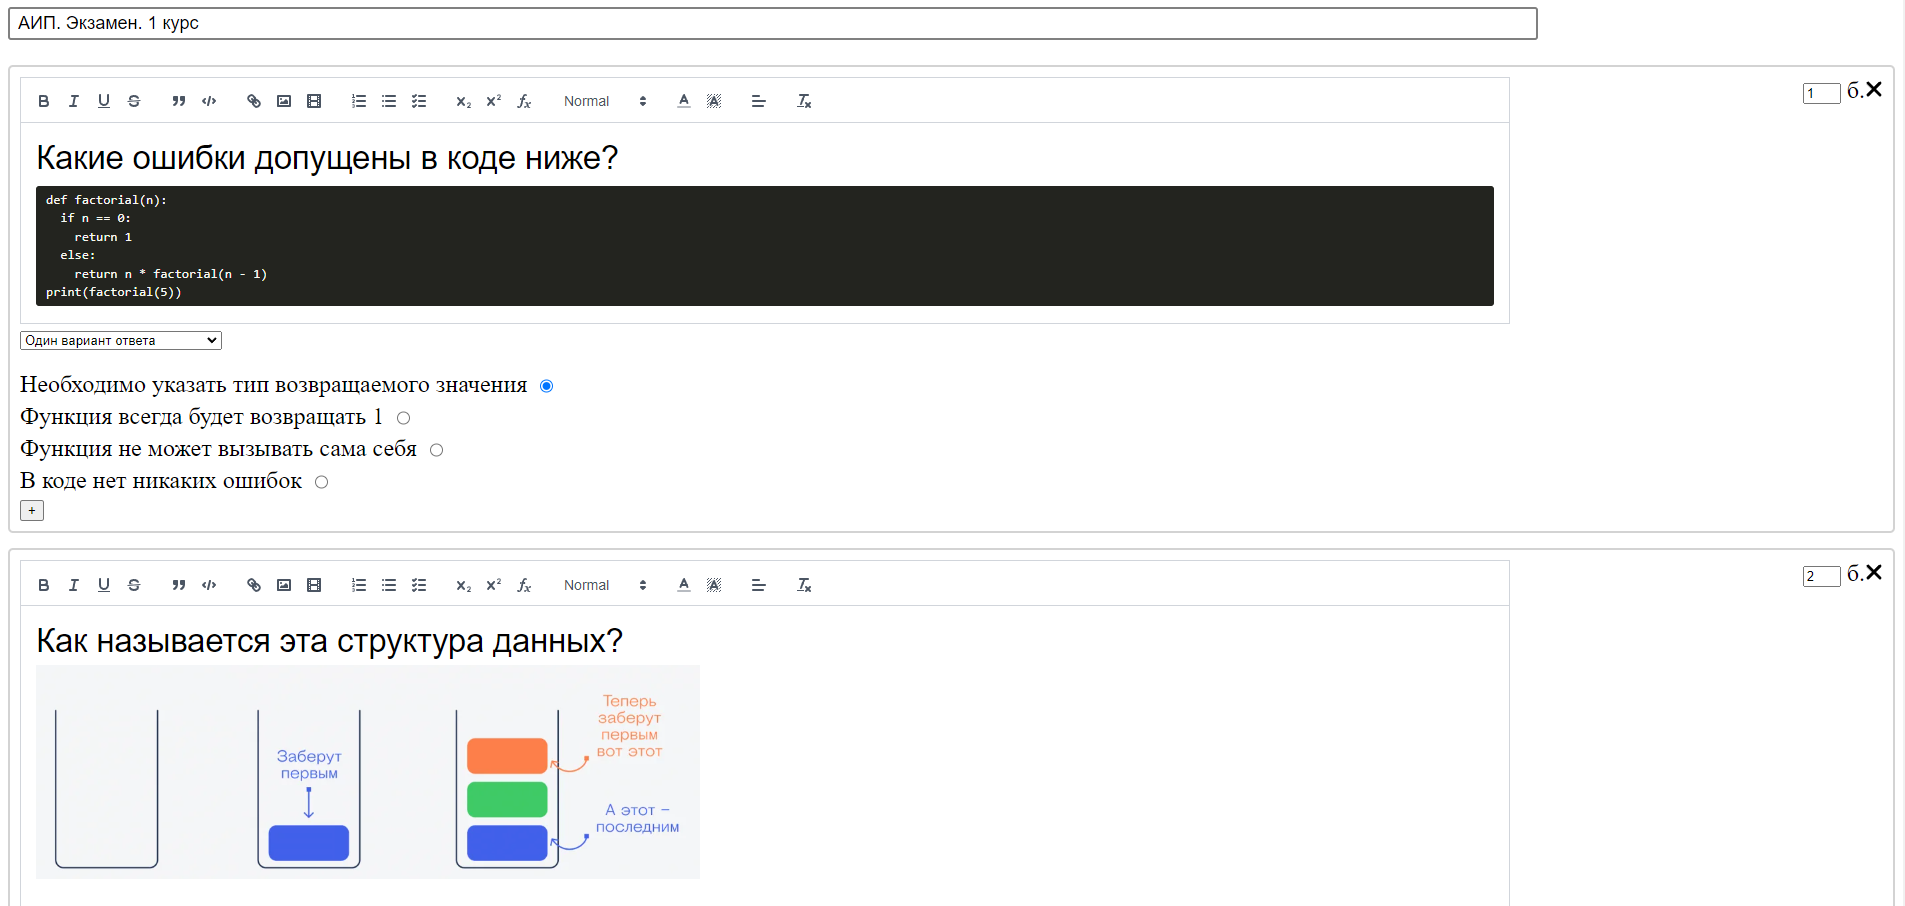 АИП. Экзамен. 1 курс
1 б.
Normal
Какие ошибки допущены в коде ниже?
def factorial(n):
  if n == 0:
    return 1
  else:
    return n * factorial(n - 1)
print(factorial(5))
Один вариант ответа
Необходимо указать тип возвращаемого значения
Функция всегда будет возвращать 1
Функция не может вызывать сама себя
В коде нет никаких ошибок
+
2 б.
Normal
Как называется эта структура данных?
Заберут
первым
Теперь
заберут
первым
вот этот
А этот –
последним